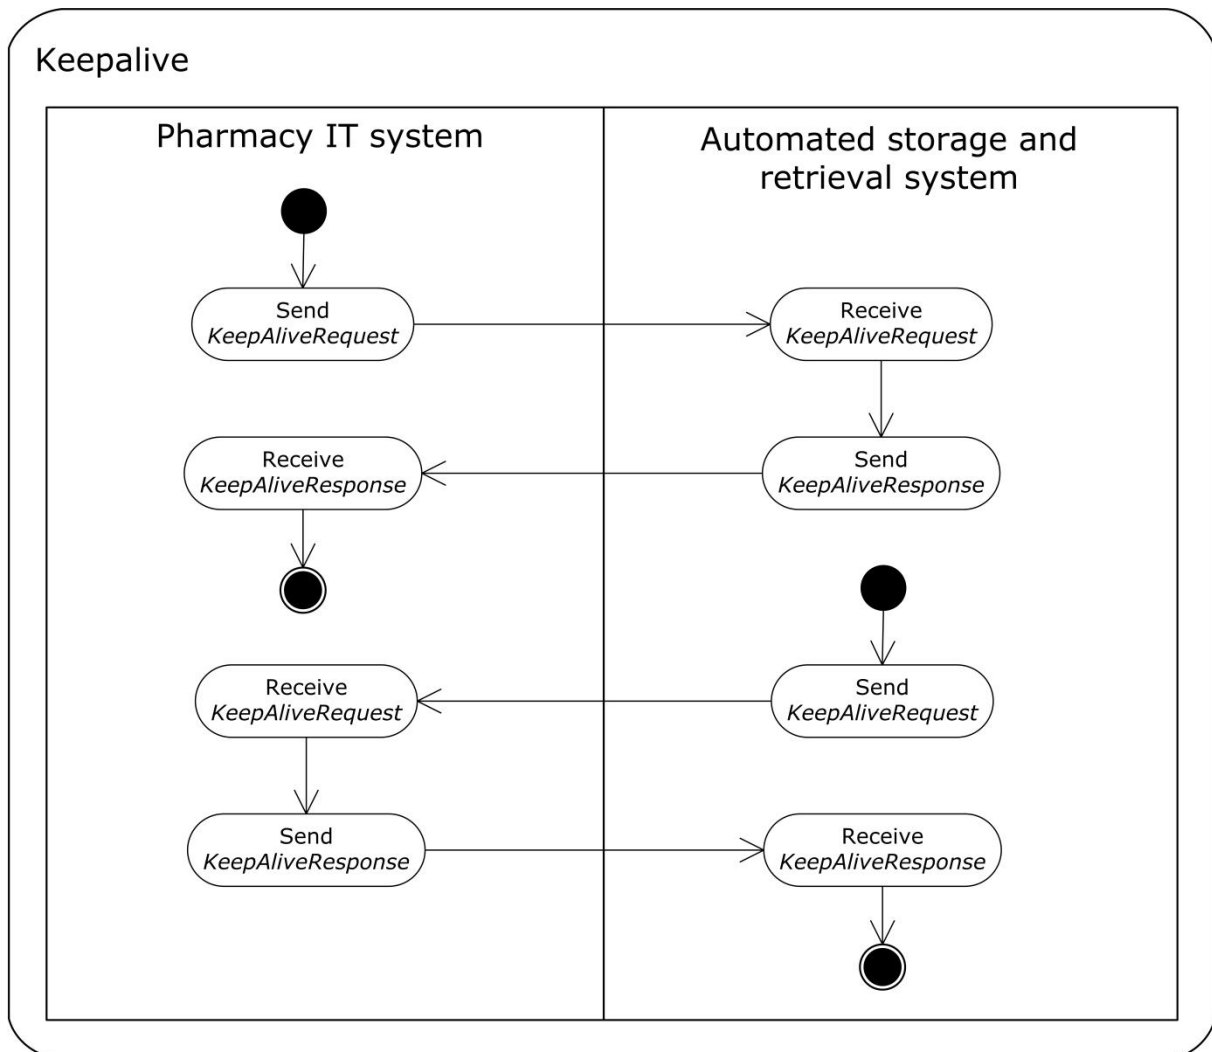 Keepalive
Pharmacy IT system
Automated storage and
retrieval system
Send
KeepAliveRequest
Receive
KeepAliveRequest
Receive
KeepAliveResponse
Send
KeepAliveResponse
Receive
KeepAliveRequest
Send
KeepAliveRequest
Send
KeepAliveResponse
Receive
KeepAliveResponse